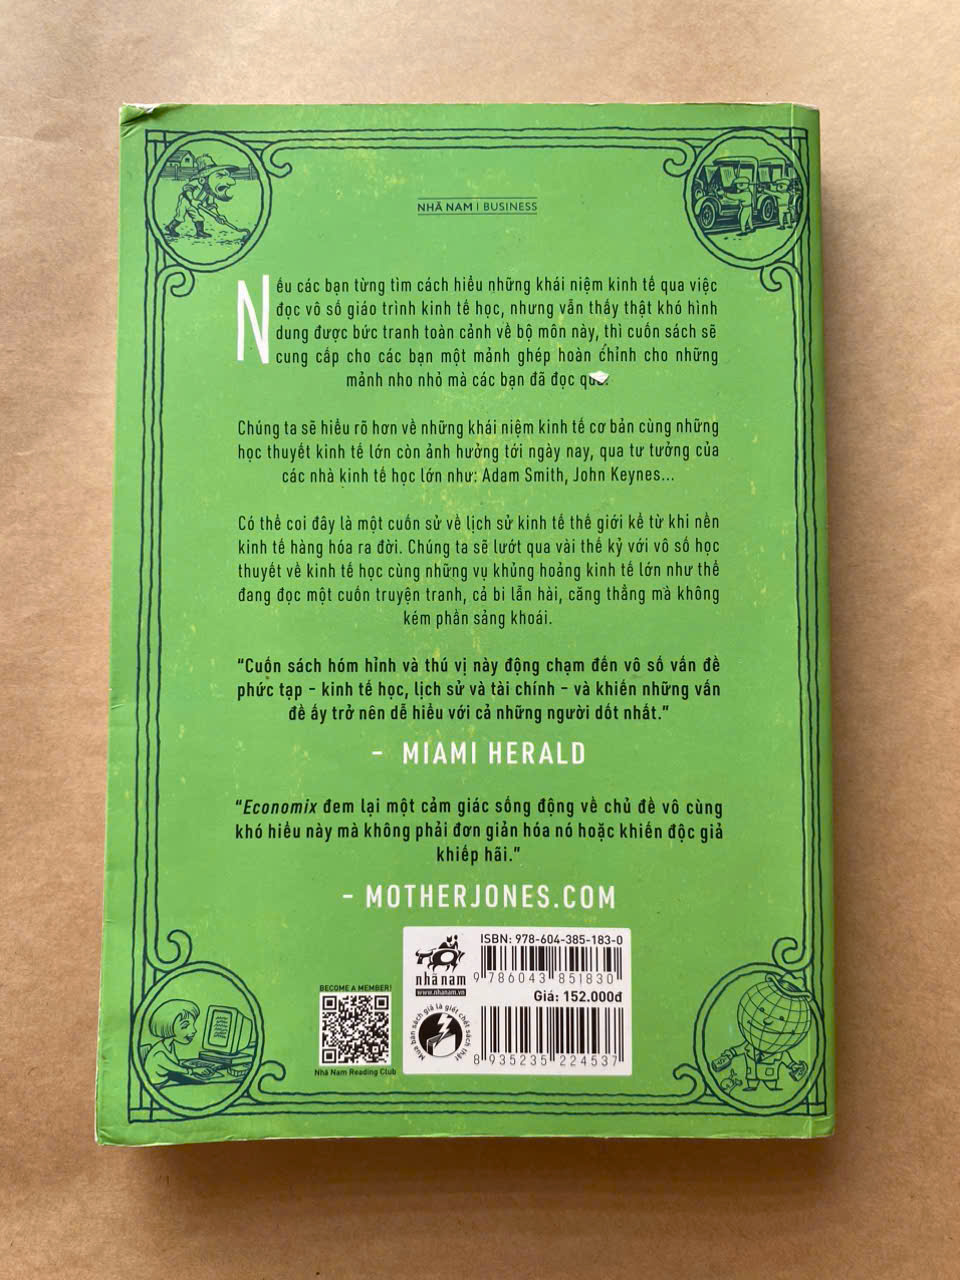 NHÃ NAM | BUSINESS
Nếu các bạn từng tìm cách hiểu những khái niệm kinh tế qua việc
đọc vô số giáo trình kinh tế học, nhưng vẫn thấy thật khó hình
dung được bức tranh toàn cảnh về bộ môn này, thì cuốn sách sẽ
cung cấp cho các bạn một mảnh ghép hoàn chỉnh cho những
mảnh nho nhỏ mà các bạn đã đọc qua.
Chúng ta sẽ hiểu rõ hơn về những khái niệm kinh tế cơ bản cùng những
học thuyết kinh tế lớn còn ảnh hưởng tới ngày nay, qua tư tưởng của
các nhà kinh tế học lớn như: Adam Smith, John Keynes...
Có thể coi đây là một cuốn sử về lịch sử kinh tế thế giới kể từ khi nền
kinh tế hàng hóa ra đời. Chúng ta sẽ lướt qua vài thế kỷ với vô số học
thuyết về kinh tế học cùng những vụ khủng hoảng kinh tế lớn như thể
đang đọc một cuốn truyện tranh, cả bi lẫn hài, căng thẳng mà không
kém phần sảng khoái.
“Cuốn sách hóm hỉnh và thú vị này động chạm đến vô số vấn đề
phức tạp - kinh tế học, lịch sử và tài chính - và khiến những vấn
đề ấy trở nên dễ hiểu với cả những người dốt nhất.”
- MIAMI HERALD
“Economix đem lại một cảm giác sống động về chủ đề vô cùng
khó hiểu này mà không phải đơn giản hóa nó hoặc khiến độc giả
khiếp hãi.”
- MOTHERJONES.COM
BECOME A MEMBER!
Nhã Nam Reading Club
nhã nam
www.nhanam.vn
Mua bán sách giả là giết chết sách thật
ISBN: 978-604-385-183-0
9 786043 851830
Giá: 152.000đ
8 935235 224537